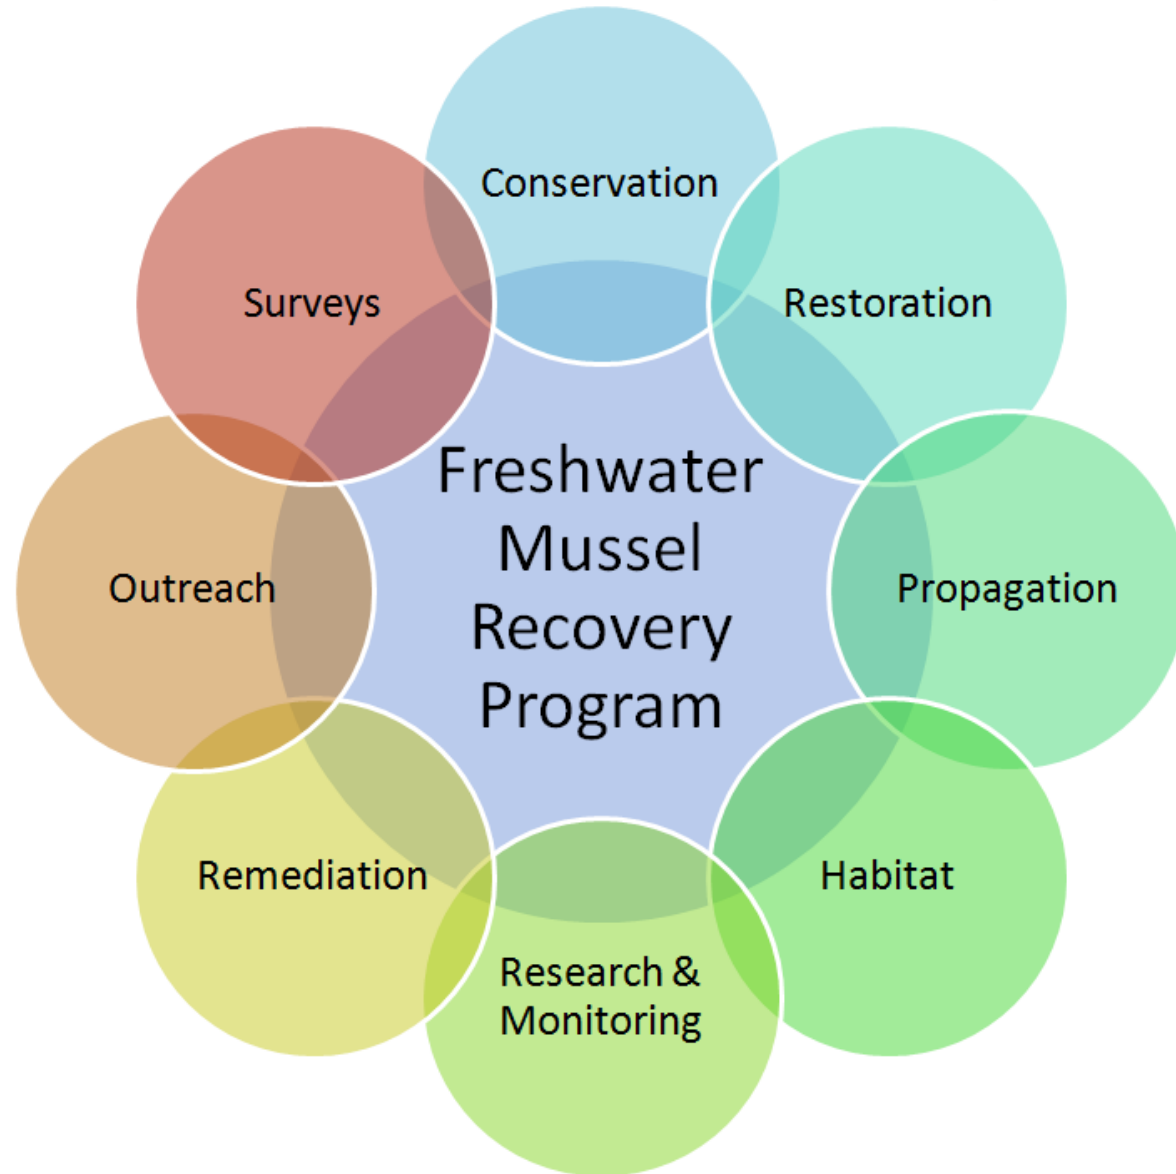 Conservation
Surveys
Restoration
Freshwater
Mussel
Recovery
Program
Outreach
Propagation
Remediation
Habitat
Research &
Monitoring